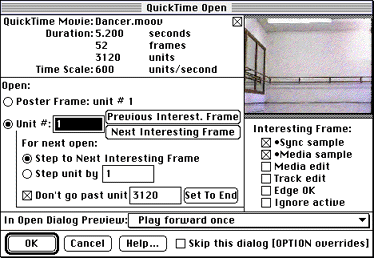 QuickTime Open
QuickTime Movie: Dancer.moov
Duration: 5.200 seconds
52 frames
3120 units
Time Scale: 600 units/second
Open:
Poster Frame: unit # 1
Unit #: 1
Previous Interest. Frame
Next Interesting Frame
For next open:
Step to Next Interesting Frame
Step unit by 1
Don't go past unit 3120 Set To End
Interesting Frame:
•Sync sample
•Media sample
Media edit
Track edit
Edge OK
Ignore active
In Open Dialog Preview: Play forward once
OK Cancel Help... Skip this dialog [OPTION overrides]